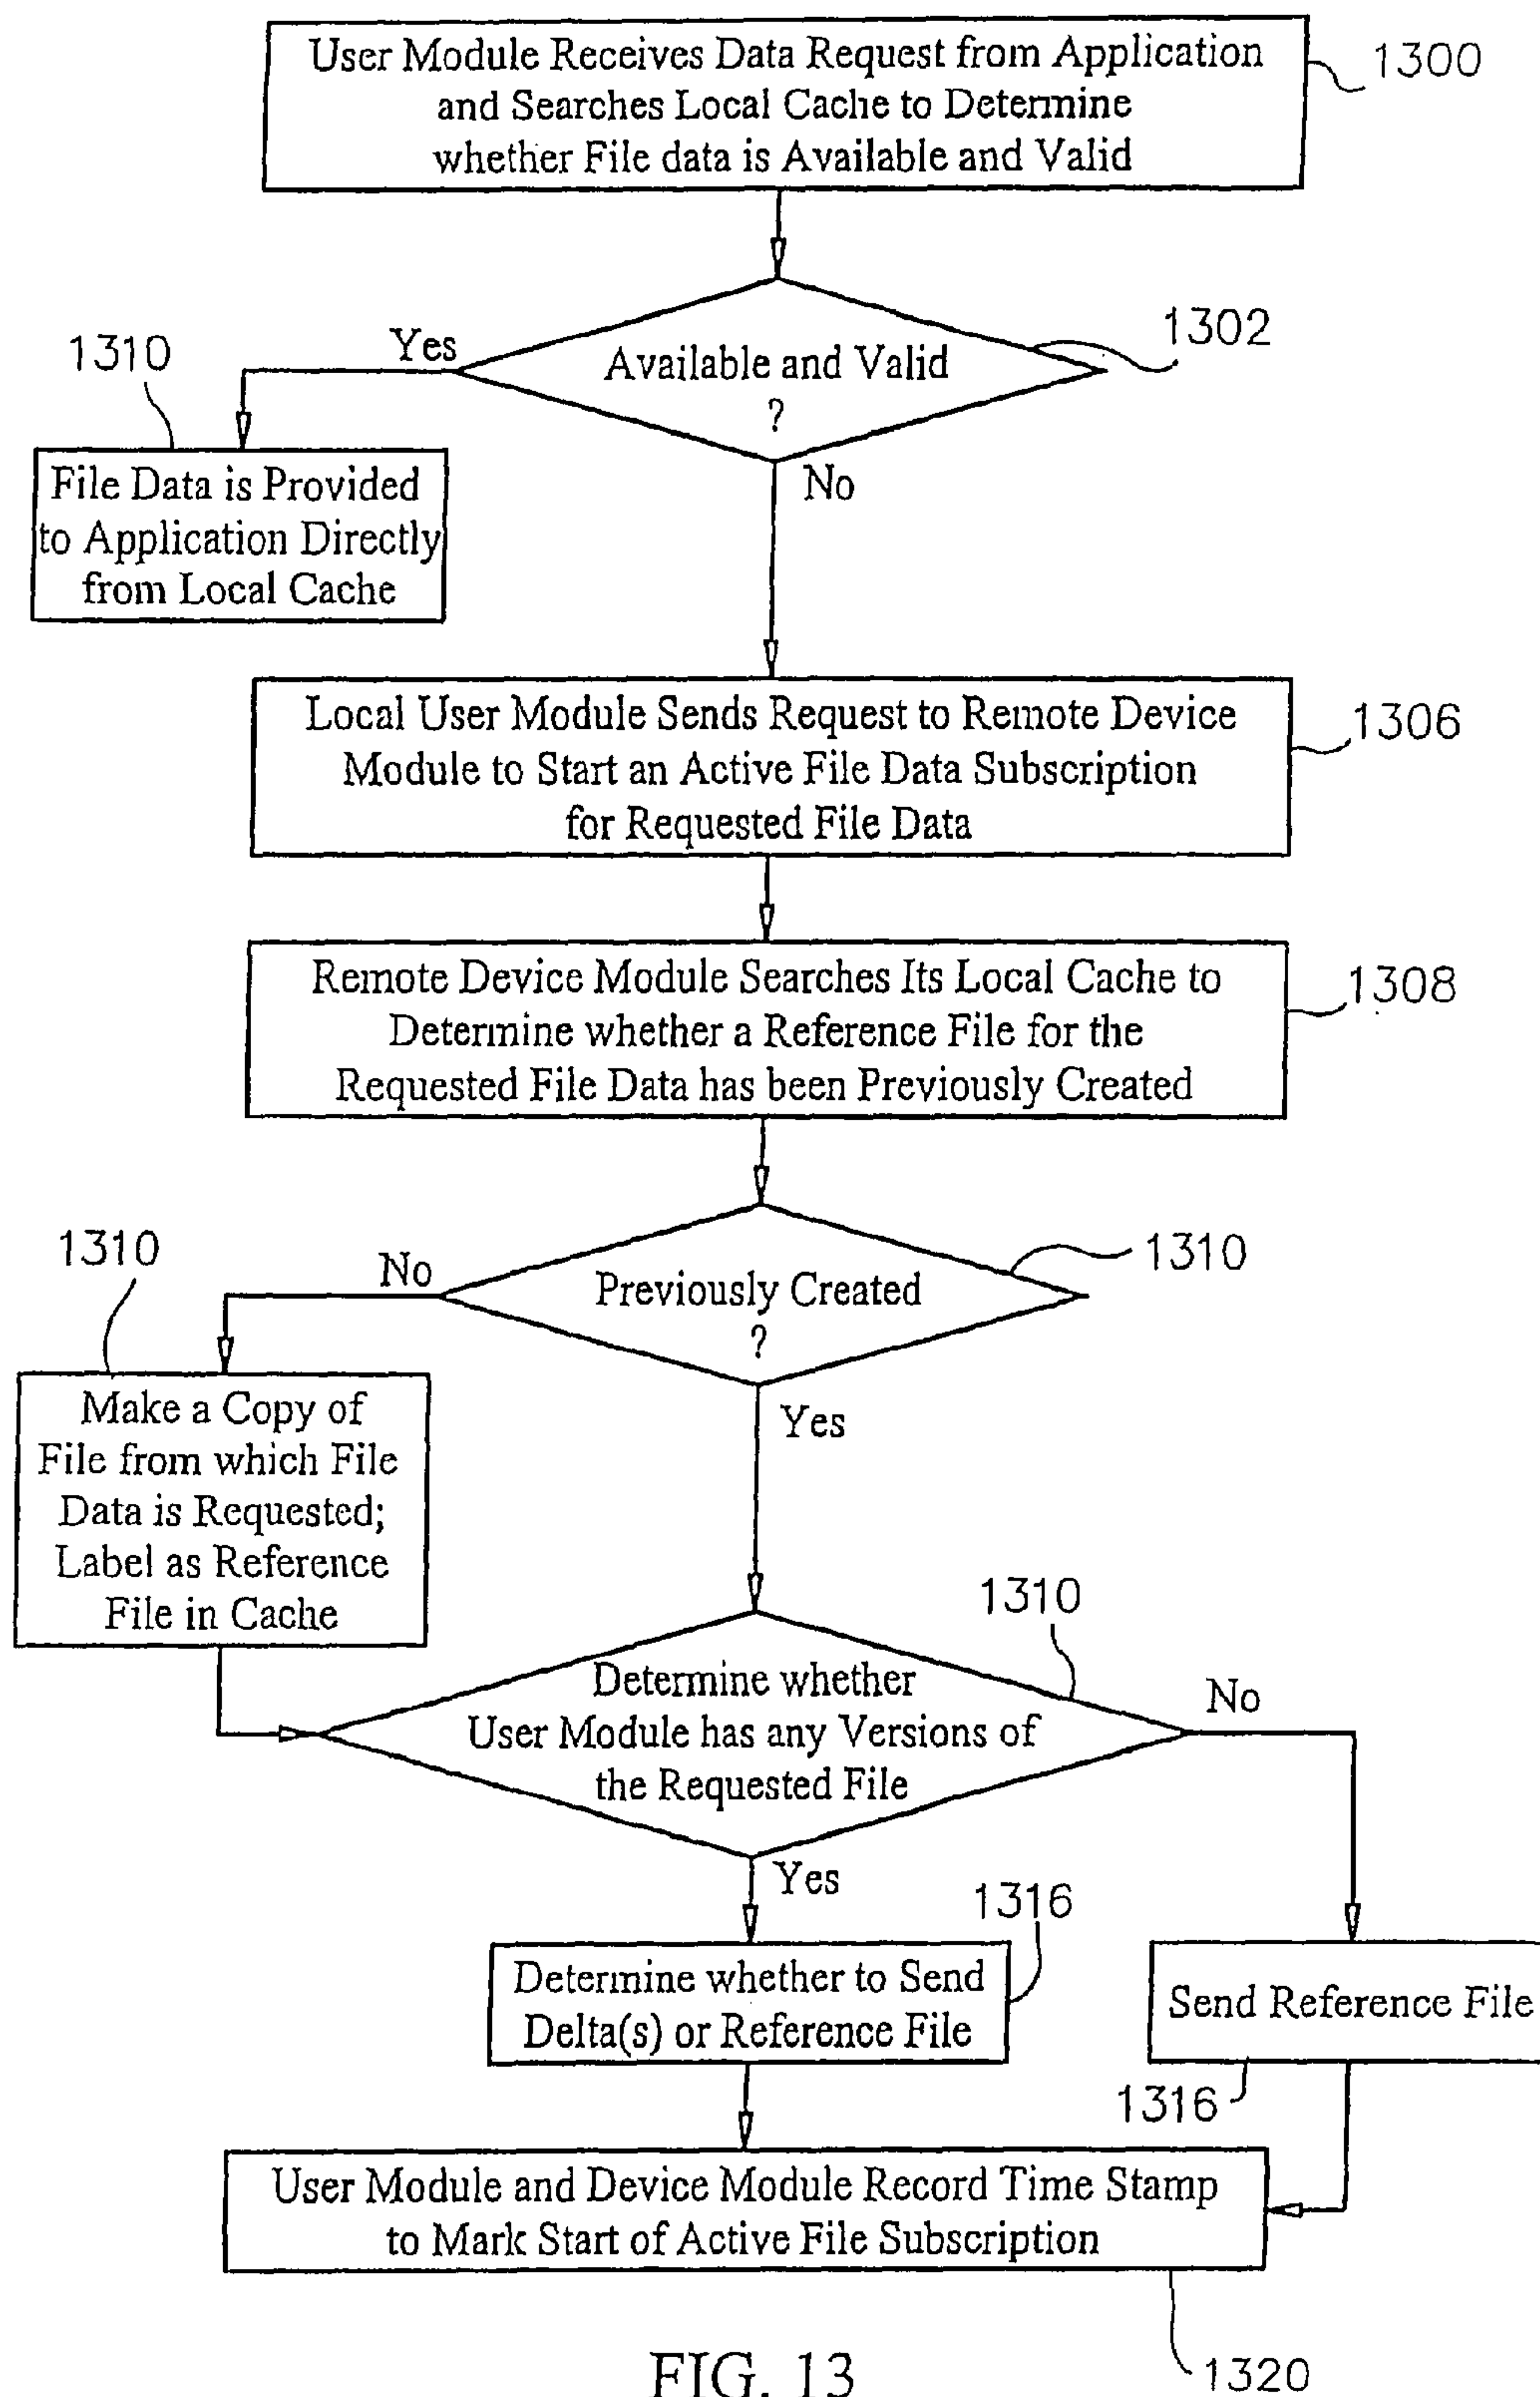 User Module Receives Data Request from Application
and Searches Local Cache to Determine
whether File data is Available and Valid
1300
1302
Available and Valid
?
Yes
No
1310
File Data is Provided
to Application Directly
from Local Cache
Local User Module Sends Request to Remote Device
Module to Start an Active File Data Subscription
for Requested File Data
1306
Remote Device Module Searches Its Local Cache to
Determine whether a Reference File for the
Requested File Data has been Previously Created
1308
1310
Previously Created
?
No
Yes
1310
Make a Copy of
File from which File
Data is Requested;
Label as Reference
File in Cache
1310
Determine whether
User Module has any Versions of
the Requested File
No
Yes
1316
Determine whether to Send
Delta(s) or Reference File
Send Reference File
1316
User Module and Device Module Record Time Stamp
to Mark Start of Active File Subscription
1320
FIG. 13